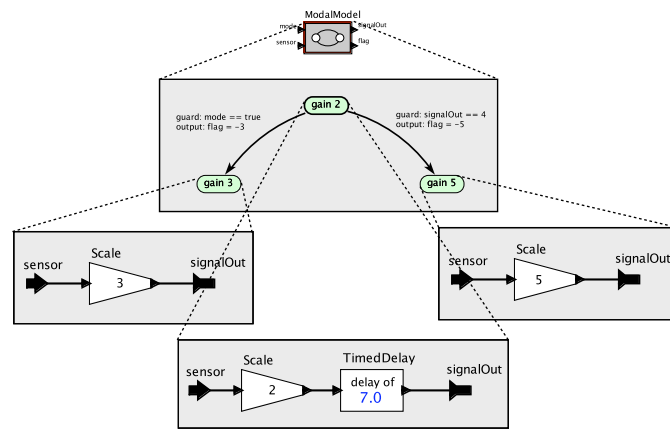 ModalModel
mode
signalOut
sensor
flag
gain 2
guard: mode == true
output: flag = -3
guard: signalOut == 4
output: flag = -5
gain 3
gain 5
sensor
Scale
3
signalOut
sensor
Scale
5
signalOut
sensor
Scale
2
TimedDelay
delay of
7.0
signalOut